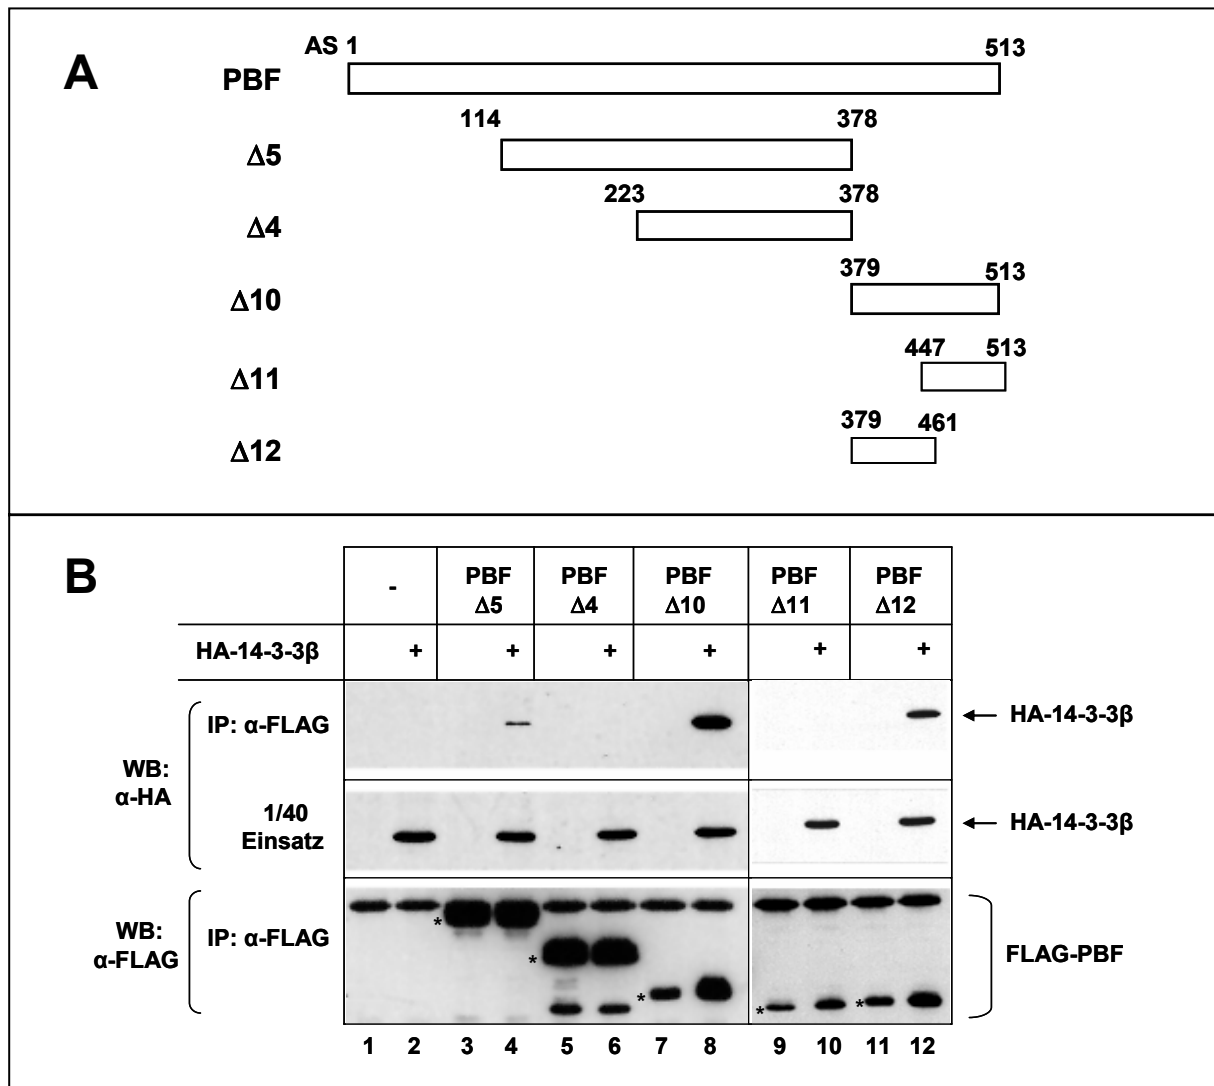 A
AS 1 513
PBF
114 378
Δ5
223 378
Δ4
379 513
Δ10
447 513
Δ11
379 461
Δ12
B
- PBF Δ5 PBF Δ4 PBF Δ10 PBF Δ11 PBF Δ12
HA-14-3-3β + + + + + +
WB: α-HA
IP: α-FLAG
HA-14-3-3β
1/40 Einsatz
HA-14-3-3β
WB: α-FLAG
IP: α-FLAG
* * * * *
FLAG-PBF
1 2 3 4 5 6 7 8 9 10 11 12